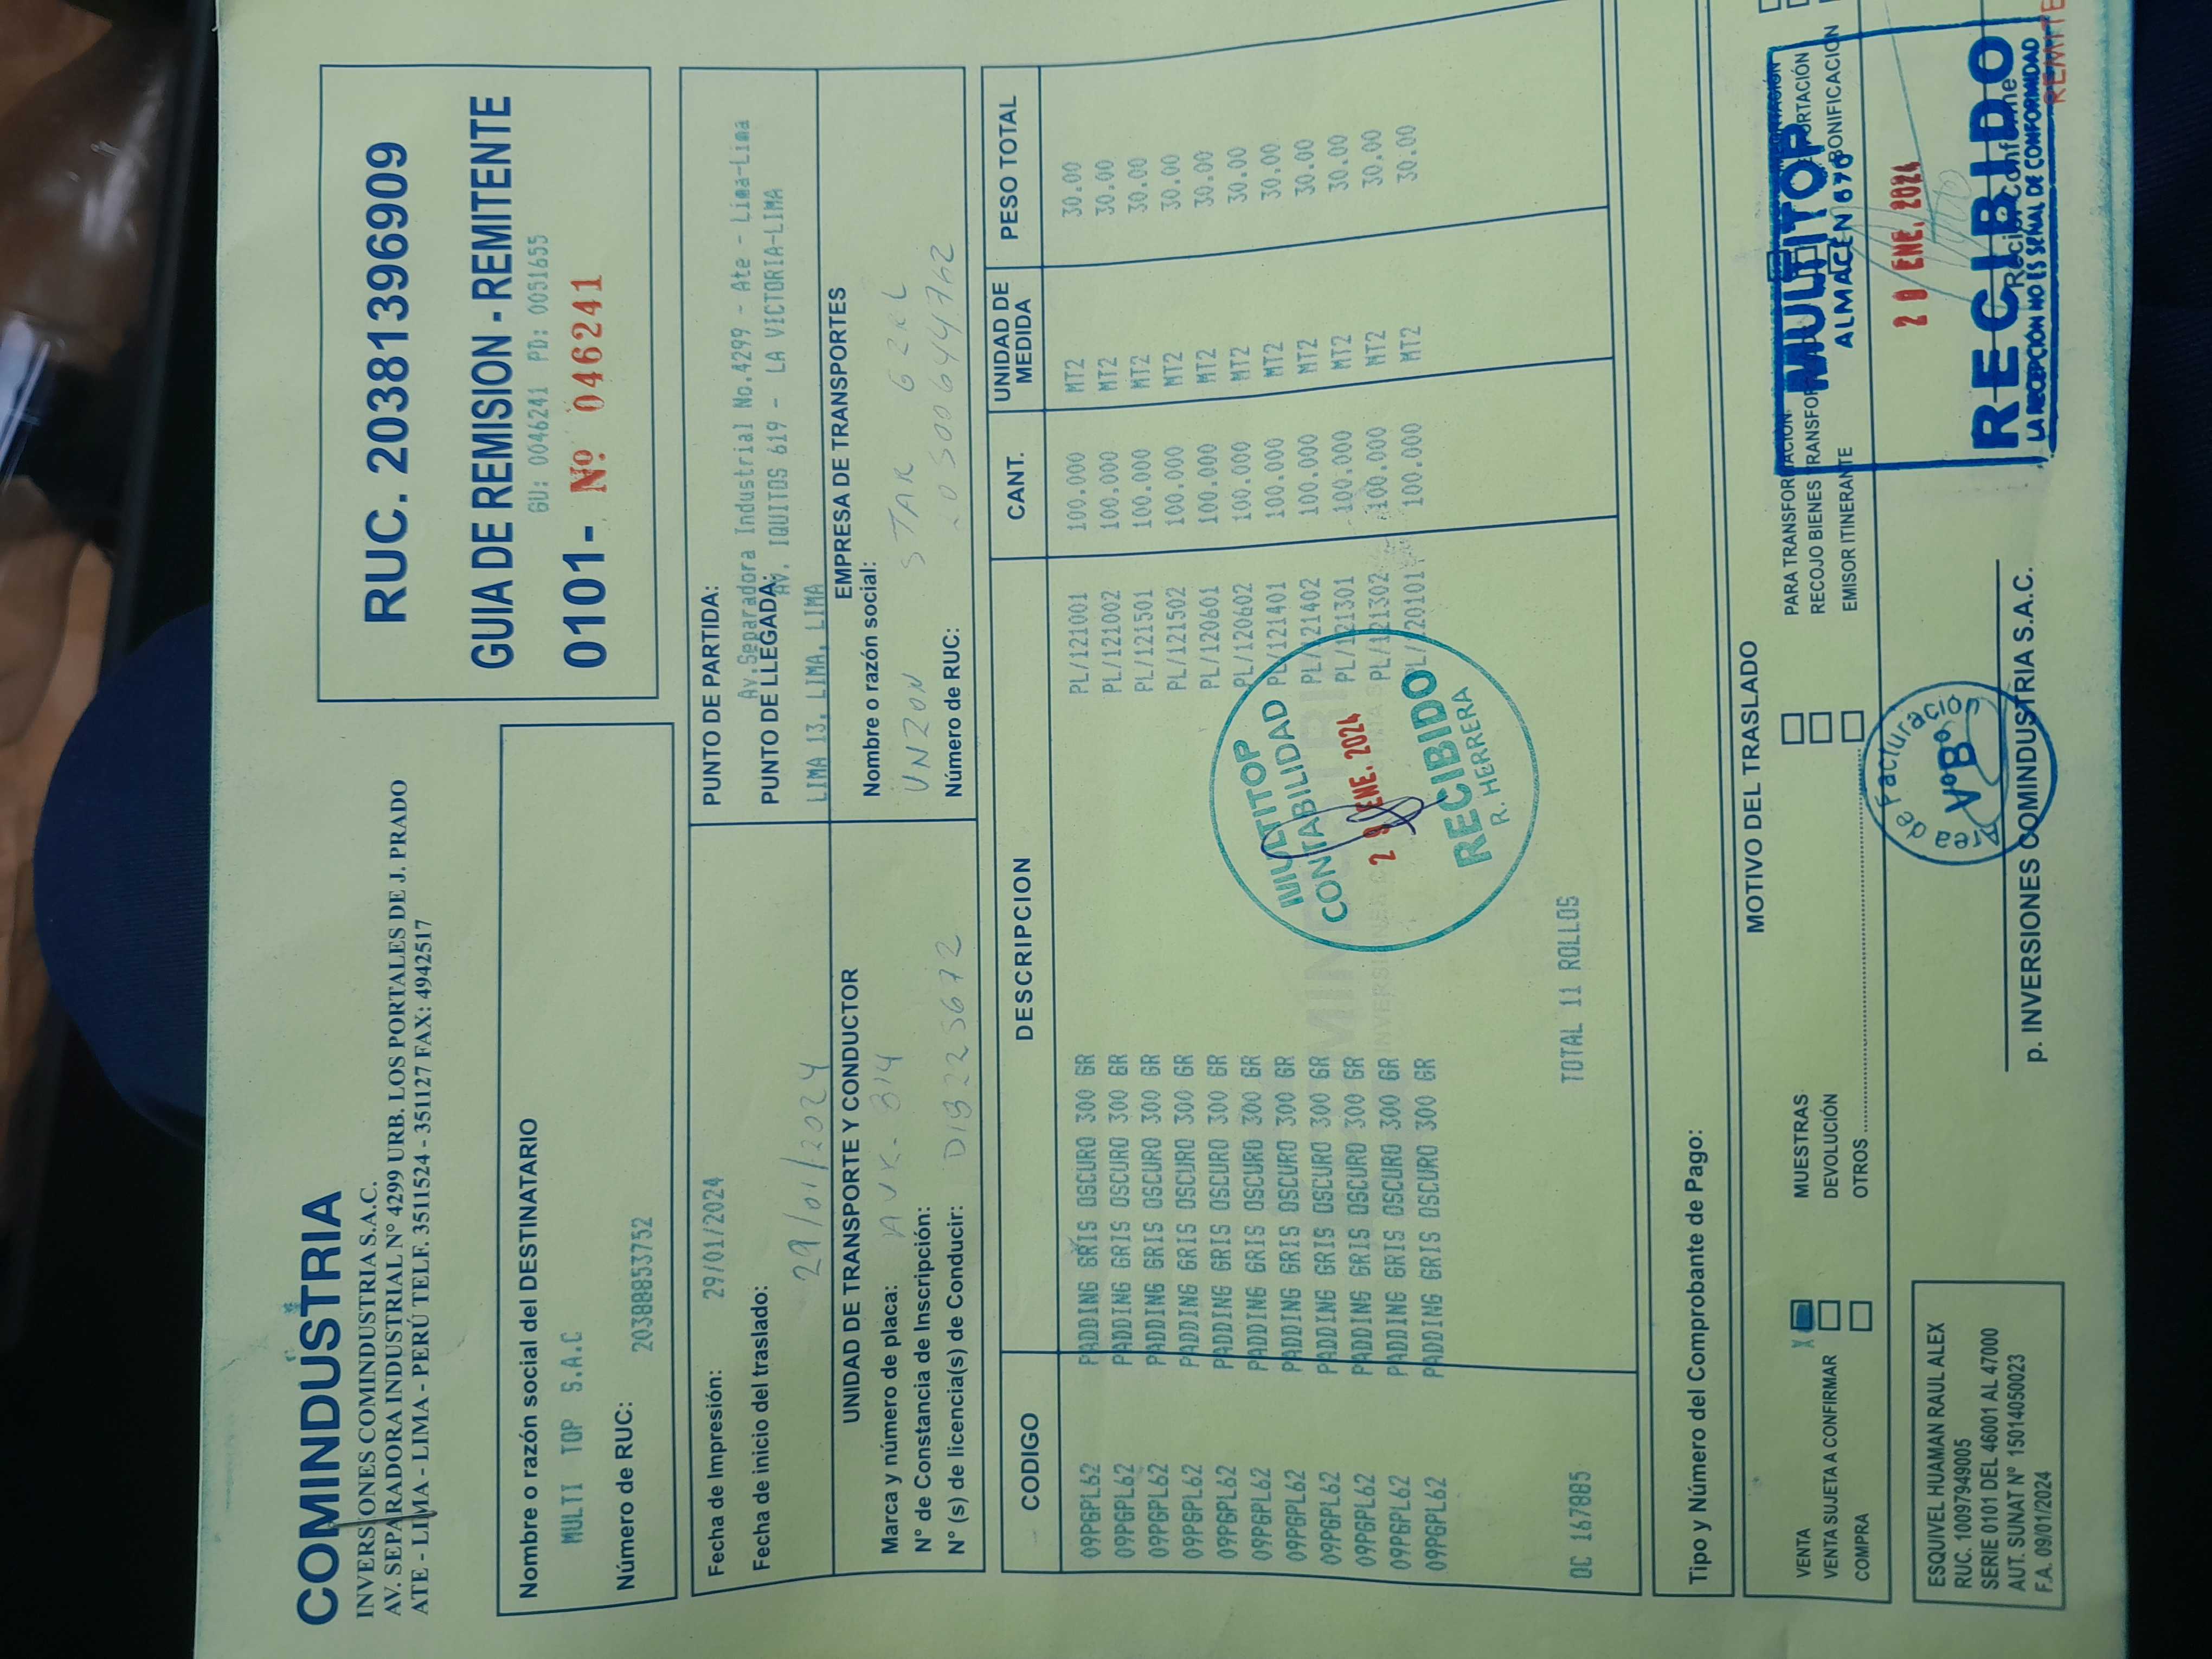 COMINDUSTRIA
INVERSIONES COMINDUSTRIA S.A.C.
AV. SEPARADORA INDUSTRIAL N° 4299 URB. LOS PORTALES DE J. PRADO
ATE - LIMA - LIMA - PERÚ TELF. 3511524 - 351127 FAX: 4942517
RUC. 20381396909
GUIA DE REMISION - REMITENTE
GU: 0046241 PD: 0051655
0101- Nº 046241
Nombre o razón social del DESTINATARIO
MULTI TOP S.A.C
Número de RUC: 20388853752
Fecha de Impresión: 29/01/2024
Fecha de inicio del traslado:
29/01/2024
PUNTO DE PARTIDA:
Av.Separadora Industrial No.4299 - Ate - Lima-Lima
PUNTO DE LLEGADA:
AV. IQUITOS 619 - LA VICTORIA-LIMA
LIMA 13, LIMA, LIMA
UNIDAD DE TRANSPORTE Y CONDUCTOR
Marca y número de placa:
N° de Constancia de Inscripción:
N° (s) de licencia(s) de Conducir:
EMPRESA DE TRANSPORTES
Nombre o razón social:
STAR
Número de RUC:
CODIGO DESCRIPCION CANT. UNIDAD DE MEDIDA PESO TOTAL
09PGPL62 PADDING GRIS OSCURO 300 GR PL/121001 100.000 MT2 30.00
09PGPL62 PADDING GRIS OSCURO 300 GR PL/121002 100.000 MT2 30.00
09PGPL62 PADDING GRIS OSCURO 300 GR PL/121501 100.000 MT2 30.00
09PGPL62 PADDING GRIS OSCURO 300 GR PL/121502 100.000 MT2 30.00
09PGPL62 PADDING GRIS OSCURO 300 GR PL/120601 100.000 MT2 30.00
09PGPL62 PADDING GRIS OSCURO 300 GR PL/120602 100.000 MT2 30.00
09PGPL62 PADDING GRIS OSCURO 300 GR PL/121401 100.000 MT2 30.00
09PGPL62 PADDING GRIS OSCURO 300 GR PL/121402 100.000 MT2 30.00
09PGPL62 PADDING GRIS OSCURO 300 GR PL/121301 100.000 MT2 30.00
09PGPL62 PADDING GRIS OSCURO 300 GR PL/121302 100.000 MT2 30.00
09PGPL62 PADDING GRIS OSCURO 300 GR PL/120101 100.000 MT2 30.00
MULTITOP
CONTABILIDAD
29 ENE. 2024
RECIBIDO
R. HERRERA
OC 167885 TOTAL 11 ROLLOS
Tipo y Número del Comprobante de Pago:
MOTIVO DEL TRASLADO
VENTA X
VENTA SUJETA A CONFIRMAR
COMPRA
MUESTRAS
DEVOLUCIÓN
OTROS
PARA TRANSFORMACIÓN
RECOJO BIENES TRANSFOR
EMISOR ITINERANTE
BONIFICACION
MULTITOP
ALMACÉN 670
ENE. 2024
RECIBIDO
LA RECEPCIÓN NO ES SEÑAL DE CONFORMIDAD
Recibí Conforme
REMITE
Area de Facturación
VºBº
p. INVERSIONES COMINDUSTRIA S.A.C.
ESQUIVEL HUAMAN RAUL ALEX
RUC. 10097949005
SERIE 0101 DEL 46001 AL 47000
AUT. SUNAT Nº 15014050023
F.A. 09/01/2024